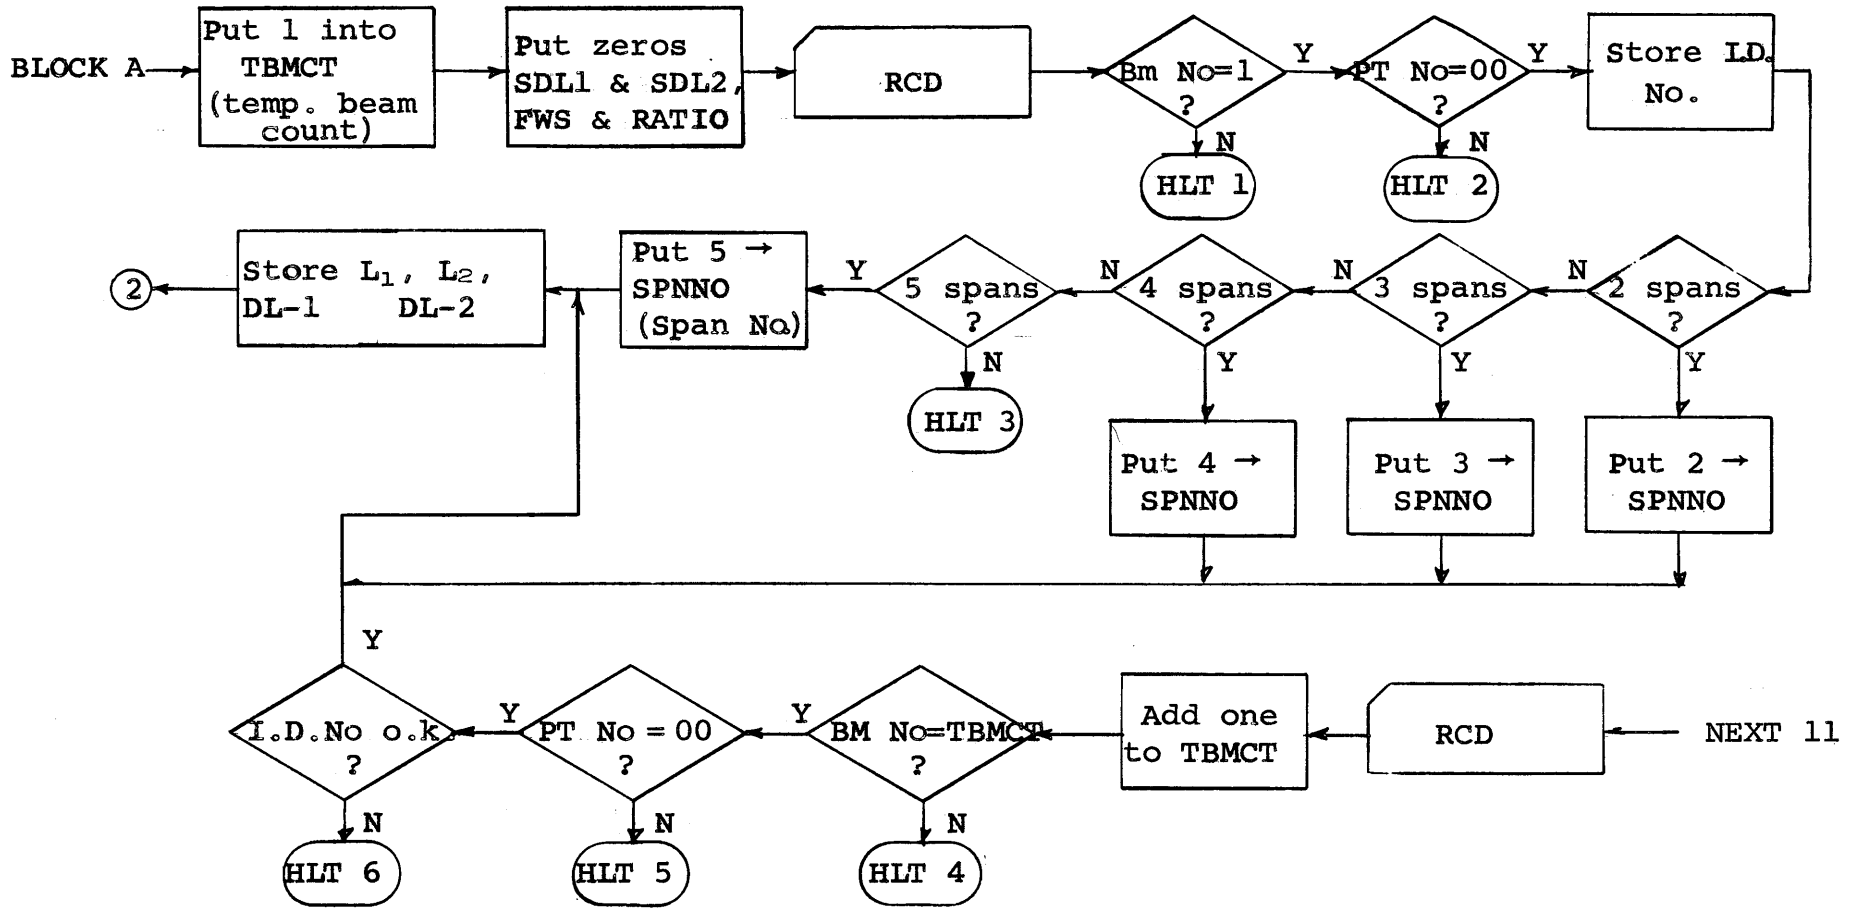 BLOCK A
Put 1 into
TBMCT
(temp. beam
count)
Put zeros
SDL1 & SDL2,
FWS & RATIO
RCD
Bm No=1
?
Y
N
HLT 1
PT No=00
?
Y
N
HLT 2
Store I.D.
No.
2 spans
?
N
Y
Put 2 →
SPNNO
3 spans
?
N
Y
Put 3 →
SPNNO
4 spans
?
N
Y
Put 4 →
SPNNO
5 spans
?
Y
N
HLT 3
Put 5 →
SPNNO
(Span No)
Store L1, L2,
DL-1 DL-2
2
NEXT 11
RCD
Add one
to TBMCT
BM No=TBMCT
?
Y
N
HLT 4
PT No = 00
?
Y
N
HLT 5
I.D.No o.k.
?
Y
N
HLT 6